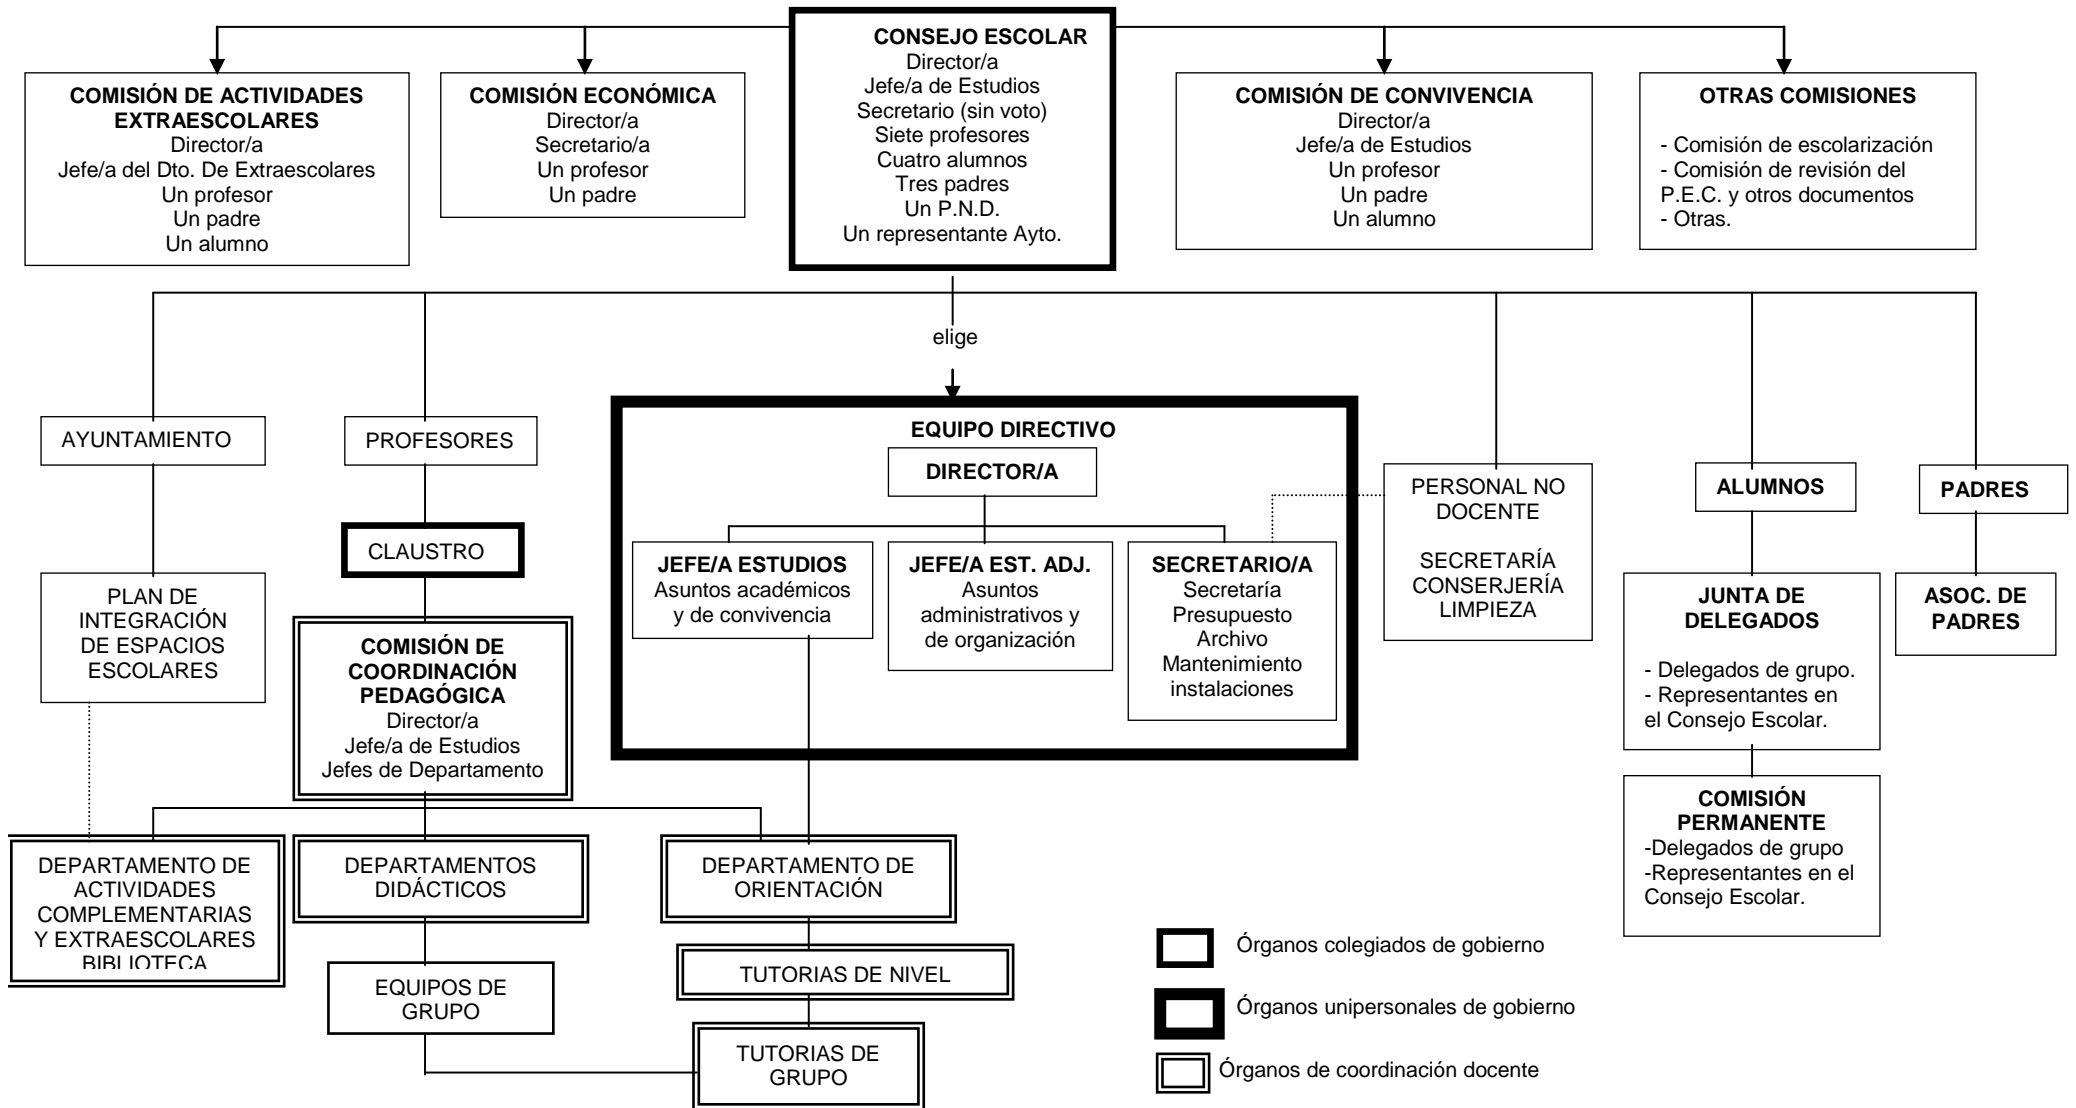 CONSEJO ESCOLAR
Director/a
Jefe/a de Estudios
Secretario (sin voto)
Siete profesores
Cuatro alumnos
Tres padres
Un P.N.D.
Un representante Ayto.
COMISIÓN DE ACTIVIDADES
EXTRAESCOLARES
Director/a
Jefe/a del Dto. De Extraescolares
Un profesor
Un padre
Un alumno
COMISIÓN ECONÓMICA
Director/a
Secretario/a
Un profesor
Un padre
COMISIÓN DE CONVIVENCIA
Director/a
Jefe/a de Estudios
Un profesor
Un padre
Un alumno
OTRAS COMISIONES
- Comisión de escolarización
- Comisión de revisión del
P.E.C. y otros documentos
- Otras.
elige
AYUNTAMIENTO
PLAN DE
INTEGRACIÓN
DE ESPACIOS
ESCOLARES
PROFESORES
CLAUSTRO
COMISIÓN DE
COORDINACIÓN
PEDAGÓGICA
Director/a
Jefe/a de Estudios
Jefes de Departamento
EQUIPO DIRECTIVO
DIRECTOR/A
JEFE/A ESTUDIOS
Asuntos académicos
y de convivencia
JEFE/A EST. ADJ.
Asuntos
administrativos y
de organización
SECRETARIO/A
Secretaría
Presupuesto
Archivo
Mantenimiento
instalaciones
PERSONAL NO
DOCENTE
SECRETARÍA
CONSERJERÍA
LIMPIEZA
ALUMNOS
JUNTA DE
DELEGADOS
- Delegados de grupo.
- Representantes en
el Consejo Escolar.
COMISIÓN
PERMANENTE
-Delegados de grupo
-Representantes en el
Consejo Escolar.
PADRES
ASOC. DE
PADRES
DEPARTAMENTO DE
ACTIVIDADES
COMPLEMENTARIAS
Y EXTRAESCOLARES
BIBLIOTECA
DEPARTAMENTOS
DIDÁCTICOS
DEPARTAMENTO DE
ORIENTACIÓN
EQUIPOS DE
GRUPO
TUTORIAS DE NIVEL
TUTORIAS DE
GRUPO
Órganos colegiados de gobierno
Órganos unipersonales de gobierno
Órganos de coordinación docente